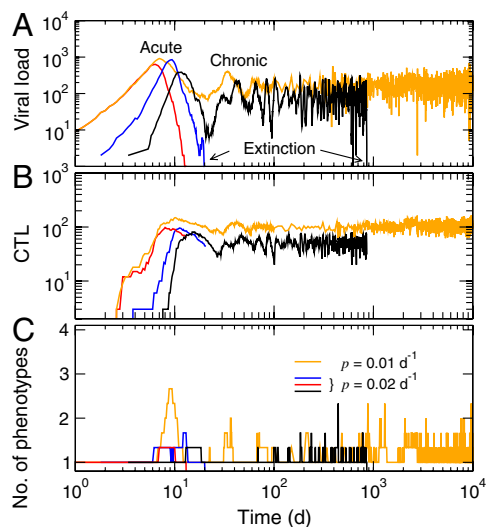 A
Viral load
10⁴
10³
10²
10¹
1
Acute
Chronic
Extinction
B
CTL
10³
10²
10¹
C
No. of phenotypes
4
3
2
1
p = 0.01 d⁻¹
} p = 0.02 d⁻¹
10⁰ 10¹ 10² 10³ 10⁴
Time (d)